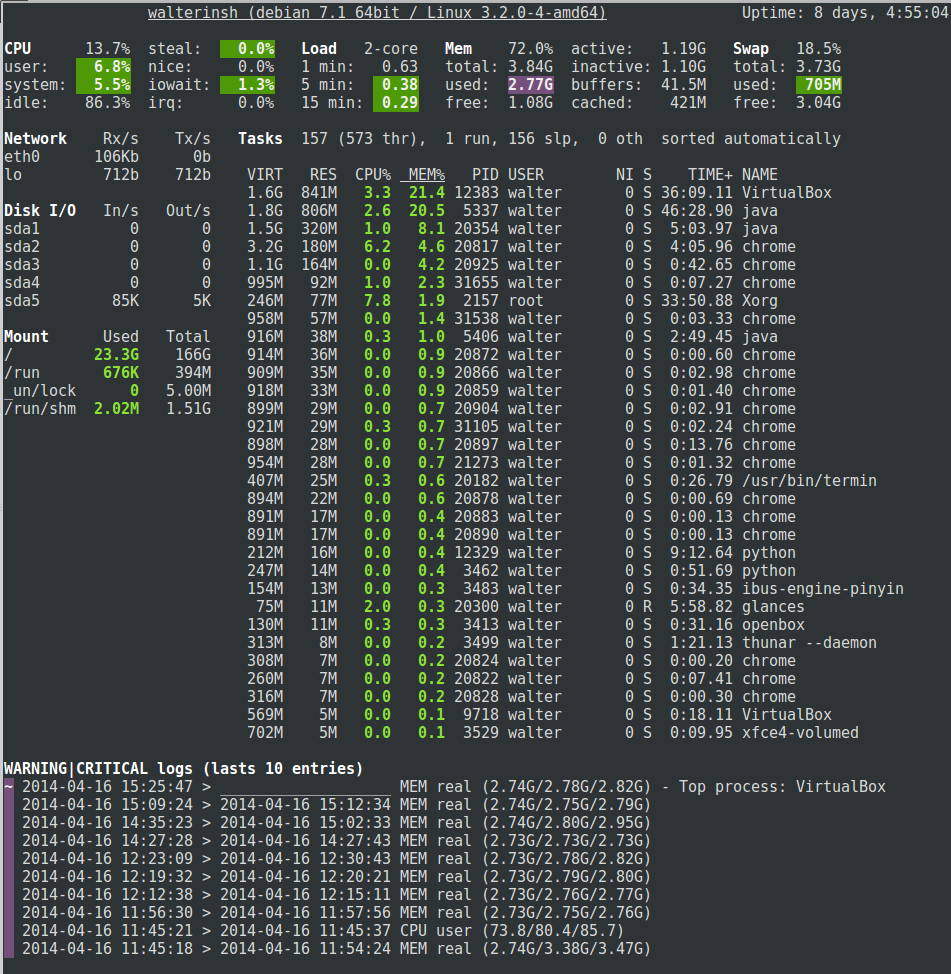 walterinsh (debian 7.1 64bit / Linux 3.2.0-4-amd64) Uptime: 8 days, 4:55:04
CPU 13.7% steal: 0.0% Load 2-core Mem 72.0% active: 1.19G Swap 18.5%
user: 6.8% nice: 0.0% 1 min: 0.63 total: 3.84G inactive: 1.10G total: 3.73G
system: 5.5% iowait: 1.3% 5 min: 0.38 used: 2.77G buffers: 41.5M used: 705M
idle: 86.3% irq: 0.0% 15 min: 0.29 free: 1.08G cached: 421M free: 3.04G
Network Rx/s Tx/s Tasks 157 (573 thr), 1 run, 156 slp, 0 oth sorted automatically
eth0 106Kb 0b
lo 712b 712b VIRT RES CPU% MEM% PID USER NI S TIME+ NAME
1.6G 841M 3.3 21.4 12383 walter 0 S 36:09.11 VirtualBox
Disk I/O In/s Out/s 1.8G 806M 2.6 20.5 5337 walter 0 S 46:28.90 java
sda1 0 0 1.5G 320M 1.0 8.1 20354 walter 0 S 5:03.97 java
sda2 0 0 3.2G 180M 6.2 4.6 20817 walter 0 S 4:05.96 chrome
sda3 0 0 1.1G 164M 0.0 4.2 20925 walter 0 S 0:42.65 chrome
sda4 0 0 995M 92M 1.0 2.3 31655 walter 0 S 0:07.27 chrome
sda5 85K 5K 246M 77M 7.8 1.9 2157 root 0 S 33:50.88 Xorg
958M 57M 0.0 1.4 31538 walter 0 S 0:03.33 chrome
Mount Used Total 916M 38M 0.3 1.0 5406 walter 0 S 2:49.45 java
/ 23.3G 166G 914M 36M 0.0 0.9 20872 walter 0 S 0:00.60 chrome
/run 676K 394M 909M 35M 0.0 0.9 20866 walter 0 S 0:02.98 chrome
_un/lock 0 5.00M 918M 33M 0.0 0.9 20859 walter 0 S 0:01.40 chrome
/run/shm 2.02M 1.51G 899M 29M 0.0 0.7 20904 walter 0 S 0:02.91 chrome
921M 29M 0.3 0.7 31105 walter 0 S 0:02.24 chrome
898M 28M 0.0 0.7 20897 walter 0 S 0:13.76 chrome
954M 28M 0.0 0.7 21273 walter 0 S 0:01.32 chrome
407M 25M 0.3 0.6 20182 walter 0 S 0:26.79 /usr/bin/termin
894M 22M 0.0 0.6 20878 walter 0 S 0:00.69 chrome
891M 17M 0.0 0.4 20883 walter 0 S 0:00.13 chrome
891M 17M 0.0 0.4 20890 walter 0 S 0:00.13 chrome
212M 16M 0.0 0.4 12329 walter 0 S 9:12.64 python
247M 14M 0.0 0.4 3462 walter 0 S 0:51.69 python
154M 13M 0.0 0.3 3483 walter 0 S 0:34.35 ibus-engine-pinyin
75M 11M 2.0 0.3 20300 walter 0 R 5:58.82 glances
130M 11M 0.3 0.3 3413 walter 0 S 0:31.16 openbox
313M 8M 0.0 0.2 3499 walter 0 S 1:21.13 thunar --daemon
308M 7M 0.0 0.2 20824 walter 0 S 0:00.20 chrome
260M 7M 0.0 0.2 20822 walter 0 S 0:07.41 chrome
316M 7M 0.0 0.2 20828 walter 0 S 0:00.30 chrome
569M 5M 0.0 0.1 9718 walter 0 S 0:18.11 VirtualBox
702M 5M 0.0 0.1 3529 walter 0 S 0:09.95 xfce4-volumed
WARNING|CRITICAL logs (lasts 10 entries)
~ 2014-04-16 15:25:47 > ___________________ MEM real (2.74G/2.78G/2.82G) - Top process: VirtualBox
2014-04-16 15:09:24 > 2014-04-16 15:12:34 MEM real (2.74G/2.75G/2.79G)
2014-04-16 14:35:23 > 2014-04-16 15:02:33 MEM real (2.74G/2.80G/2.95G)
2014-04-16 14:27:28 > 2014-04-16 14:27:43 MEM real (2.73G/2.73G/2.73G)
2014-04-16 12:23:09 > 2014-04-16 12:30:43 MEM real (2.73G/2.78G/2.82G)
2014-04-16 12:19:32 > 2014-04-16 12:20:21 MEM real (2.73G/2.79G/2.80G)
2014-04-16 12:12:38 > 2014-04-16 12:15:11 MEM real (2.73G/2.76G/2.77G)
2014-04-16 11:56:30 > 2014-04-16 11:57:56 MEM real (2.73G/2.75G/2.76G)
2014-04-16 11:45:21 > 2014-04-16 11:45:37 CPU user (73.8/80.4/85.7)
2014-04-16 11:45:18 > 2014-04-16 11:54:24 MEM real (2.74G/3.38G/3.47G)